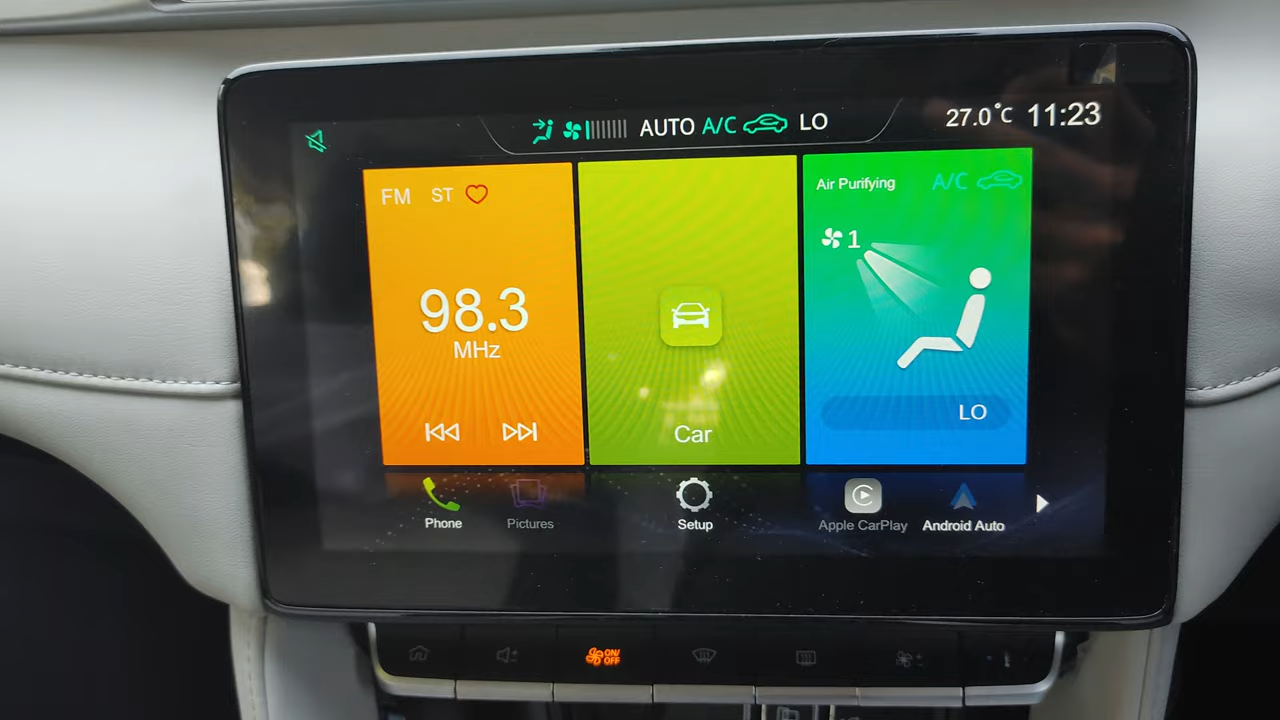 AUTO A/C LO
27.0°C 11:23
FM ST
98.3
MHz
Car
Air Purifying A/C
1
LO
Phone
Pictures
Setup
Apple CarPlay
Android Auto
ON/
OFF